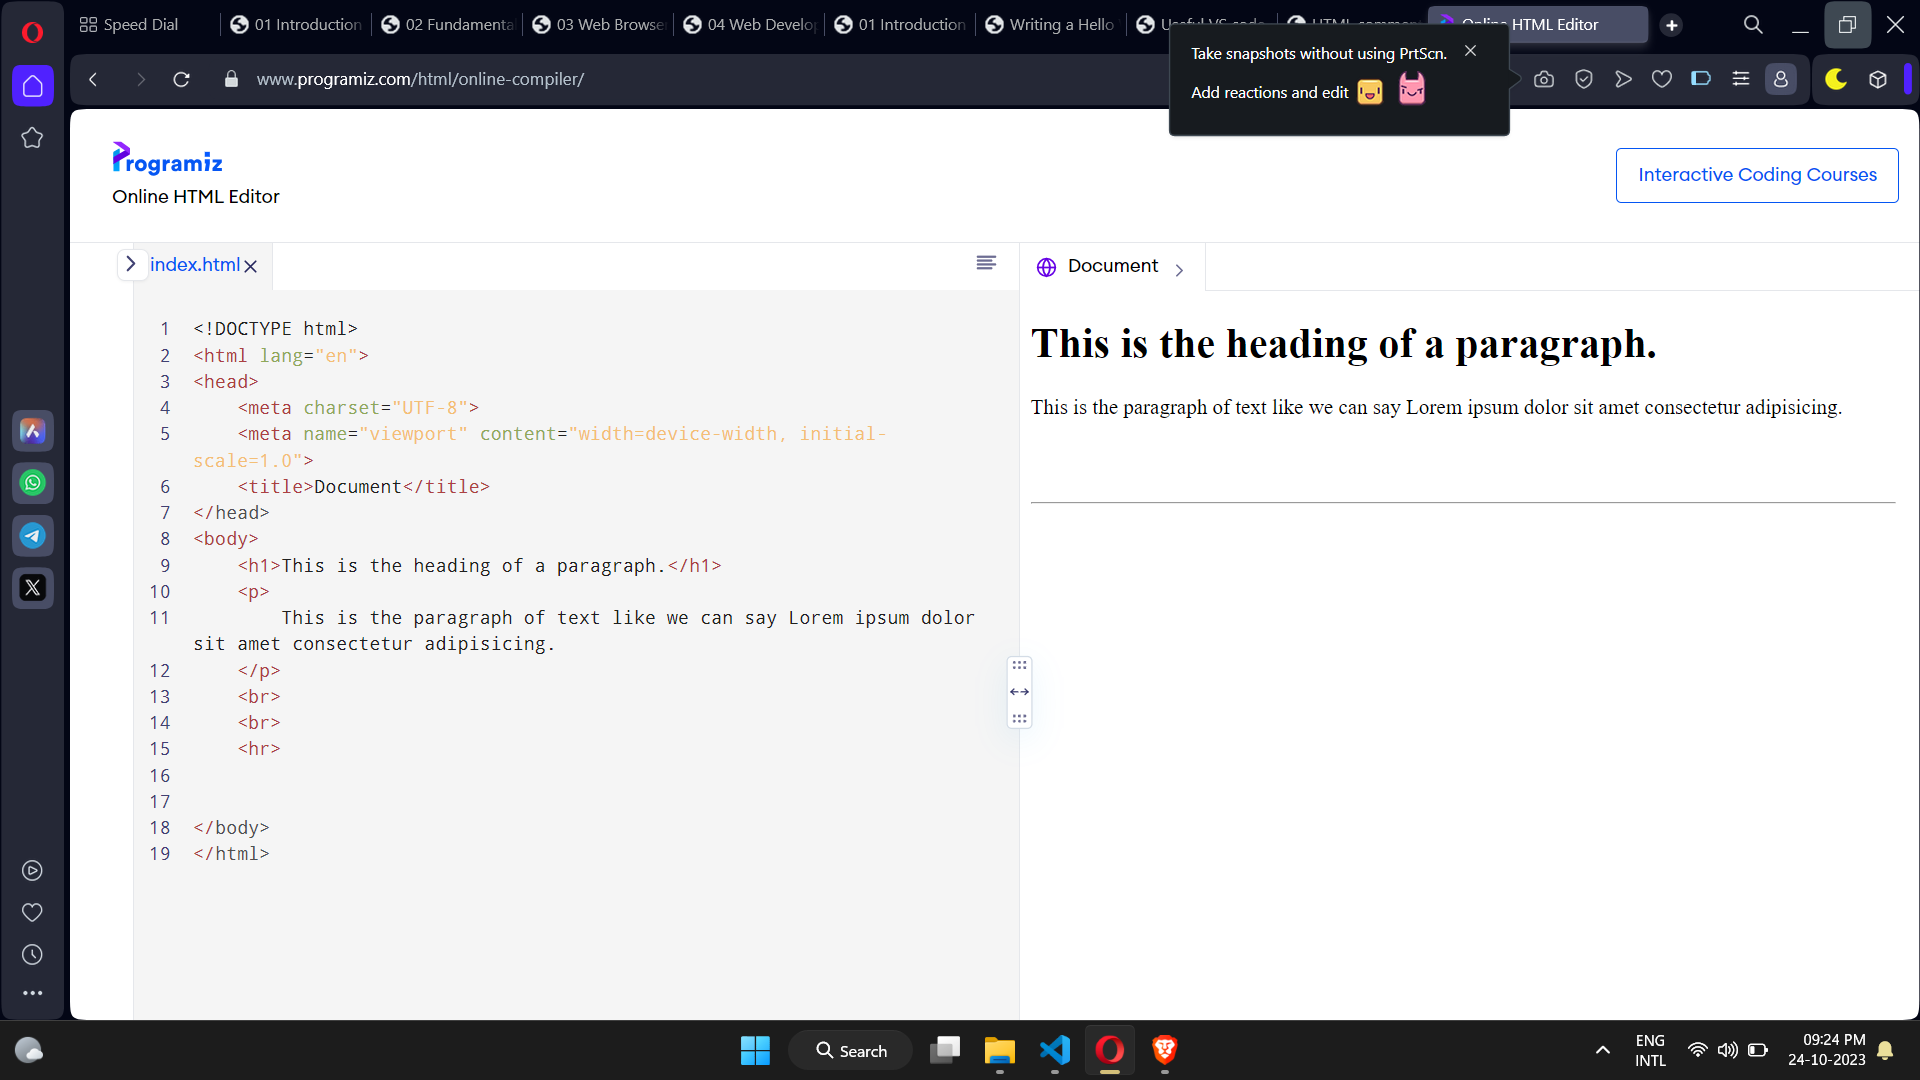 Speed Dial
01 Introduction
02 Fundamenta
03 Web Browse
04 Web Develop
01 Introduction
Writing a Hello
Useful VS code
HTML commen
Online HTML Editor
www.programiz.com/html/online-compiler/
Take snapshots without using PrtScn.
Add reactions and edit
Programiz
Online HTML Editor
Interactive Coding Courses
index.html
Document
1 <!DOCTYPE html>
2 <html lang="en">
3 <head>
4 <meta charset="UTF-8">
5 <meta name="viewport" content="width=device-width, initial-
scale=1.0">
6 <title>Document</title>
7 </head>
8 <body>
9 <h1>This is the heading of a paragraph.</h1>
10 <p>
11 This is the paragraph of text like we can say Lorem ipsum dolor
sit amet consectetur adipisicing.
12 </p>
13 <br>
14 <br>
15 <hr>
16
17
18 </body>
19 </html>
This is the heading of a paragraph.
This is the paragraph of text like we can say Lorem ipsum dolor sit amet consectetur adipisicing.
Search
ENG
INTL
09:24 PM
24-10-2023